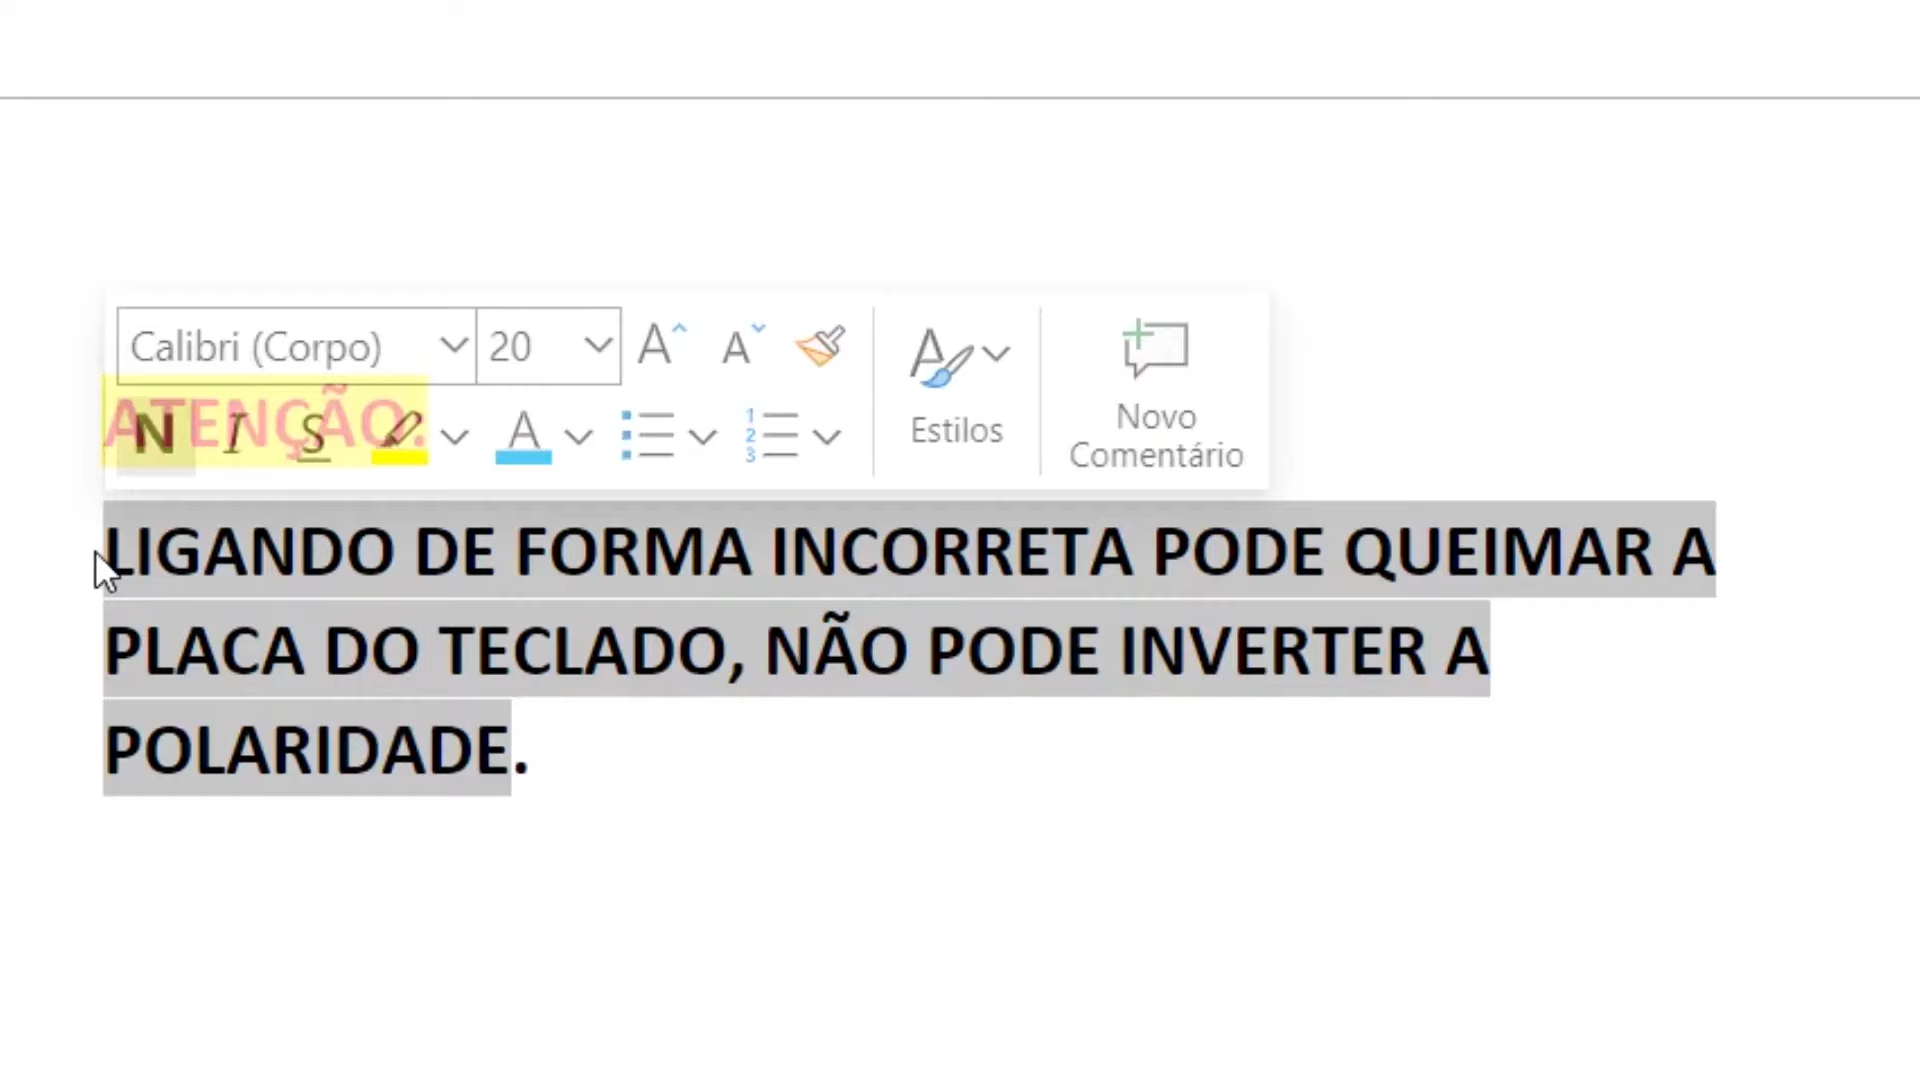 Calibri (Corpo) 20 A A
ATENÇÃO.
N I S A
Estilos
Novo
Comentário
LIGANDO DE FORMA INCORRETA PODE QUEIMAR A
PLACA DO TECLADO, NÃO PODE INVERTER A
POLARIDADE.